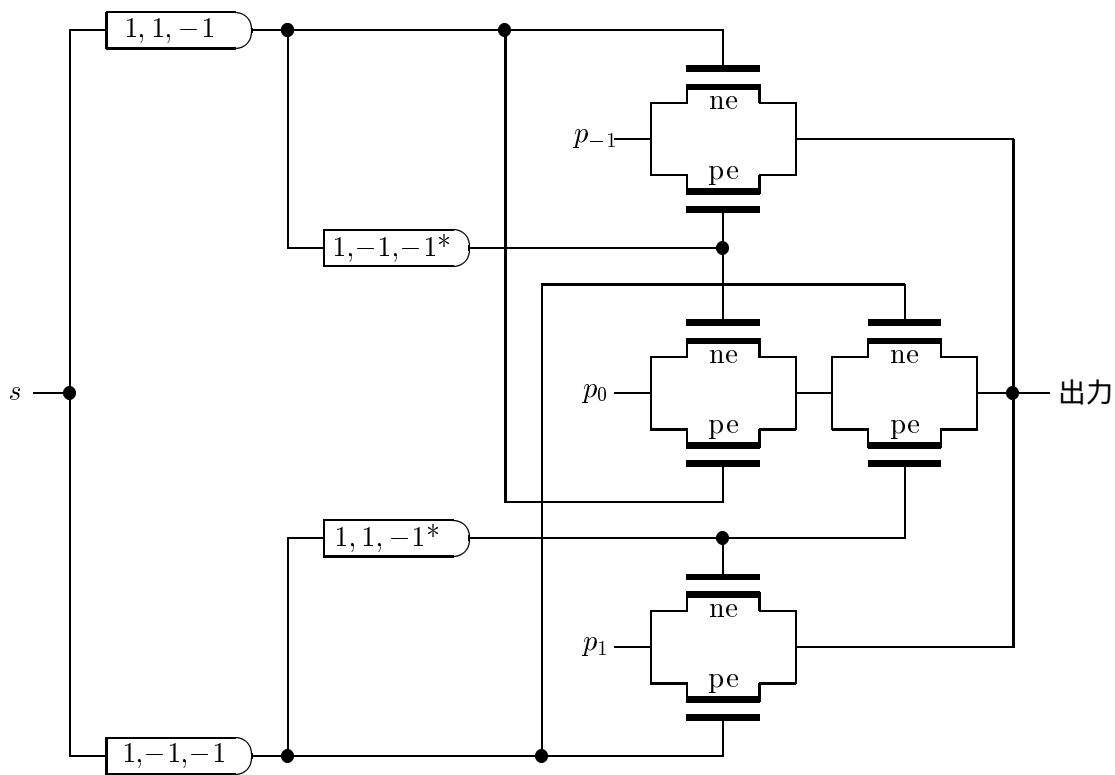 1, 1, −1
ne
p₋₁
pe
1,−1,−1*
ne
ne
s
p₀
出力
pe
pe
1, 1, −1*
ne
p₁
pe
1,−1,−1